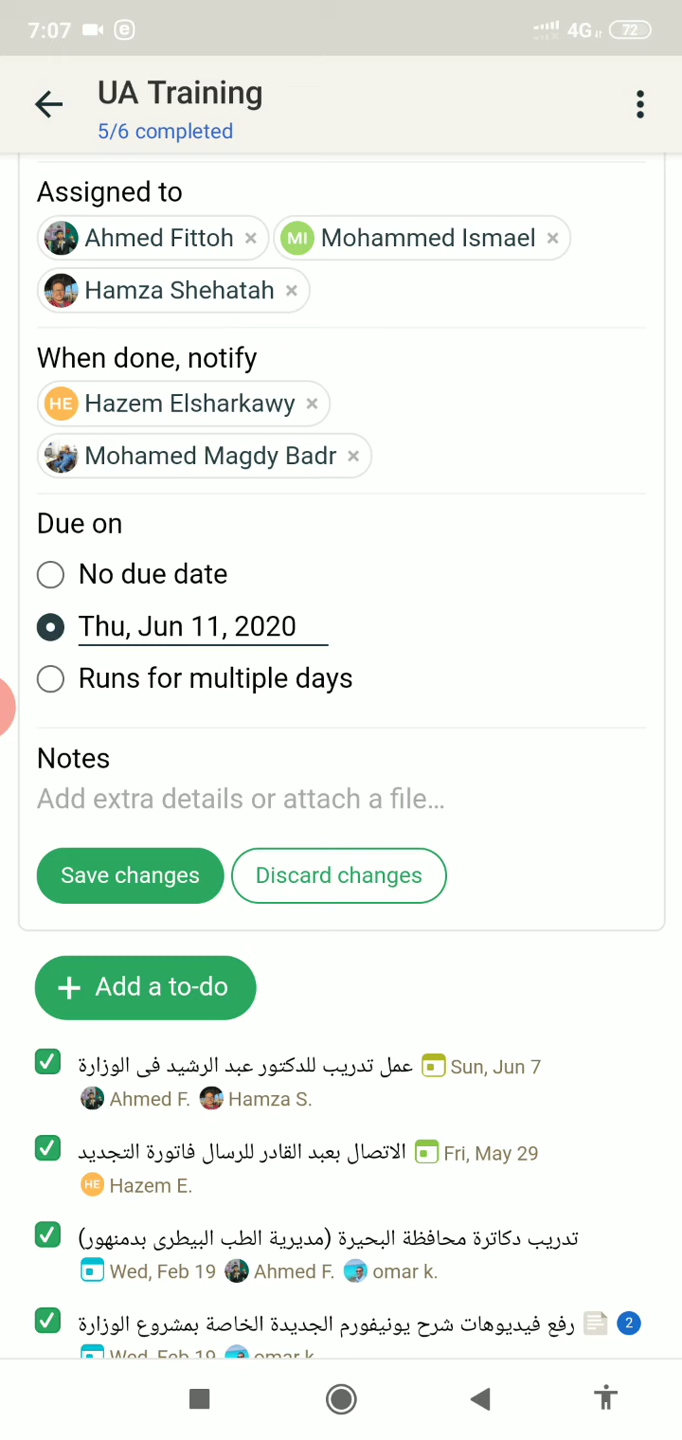 7:07 4G 72
UA Training
5/6 completed
Assigned to
Ahmed Fittoh × MI Mohammed Ismael ×
Hamza Shehatah ×
When done, notify
HE Hazem Elsharkawy ×
Mohamed Magdy Badr ×
Due on
No due date
Thu, Jun 11, 2020
Runs for multiple days
Notes
Add extra details or attach a file...
Save changes Discard changes
+ Add a to-do
عمل تدريب للدكتور عبد الرشيد فى الوزارة Sun, Jun 7
Ahmed F. Hamza S.
الاتصال بعبد القادر للرسال فاتورة التجديد Fri, May 29
HE Hazem E.
تدريب دكاترة محافظة البحيرة (مديرية الطب البيطرى بدمنهور)
Wed, Feb 19 Ahmed F. omar k.
رفع فيديوهات شرح يونيفورم الجديدة الخاصة بمشروع الوزارة 2
Wed, Feb 19 omar k.